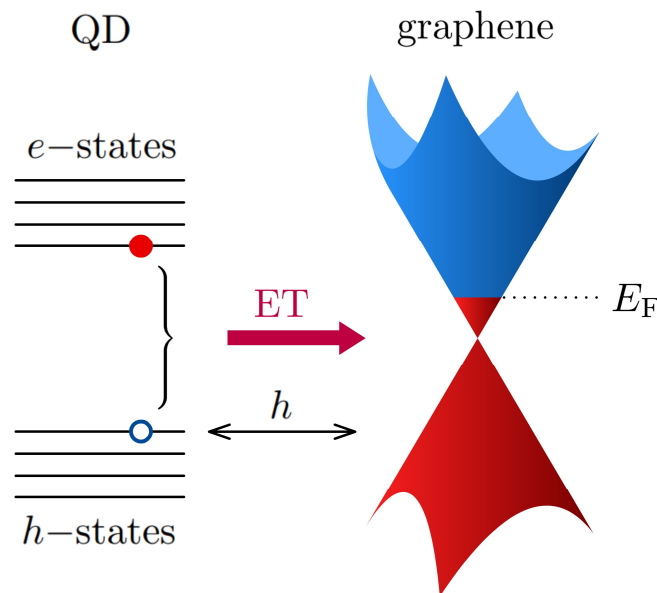 QD
graphene
e−states
ET
E_F
h
h−states